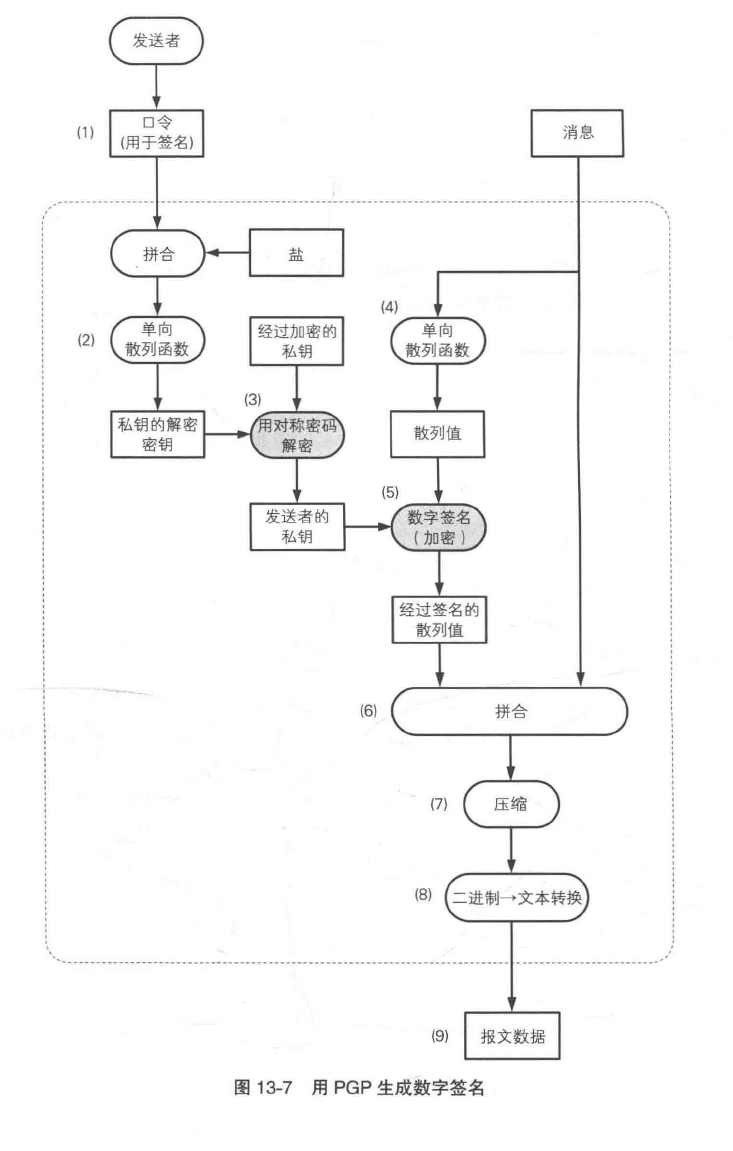 发送者
(1)
口令
(用于签名)
消息
拼合
盐
(2)
单向
散列函数
经过加密的
私钥
(4)
单向
散列函数
私钥的解密
密钥
(3)
用对称密码
解密
散列值
发送者的
私钥
(5)
数字签名
(加密)
经过签名的
散列值
(6)
拼合
(7)
压缩
(8)
二进制→文本转换
(9)
报文数据
图 13-7 用 PGP 生成数字签名